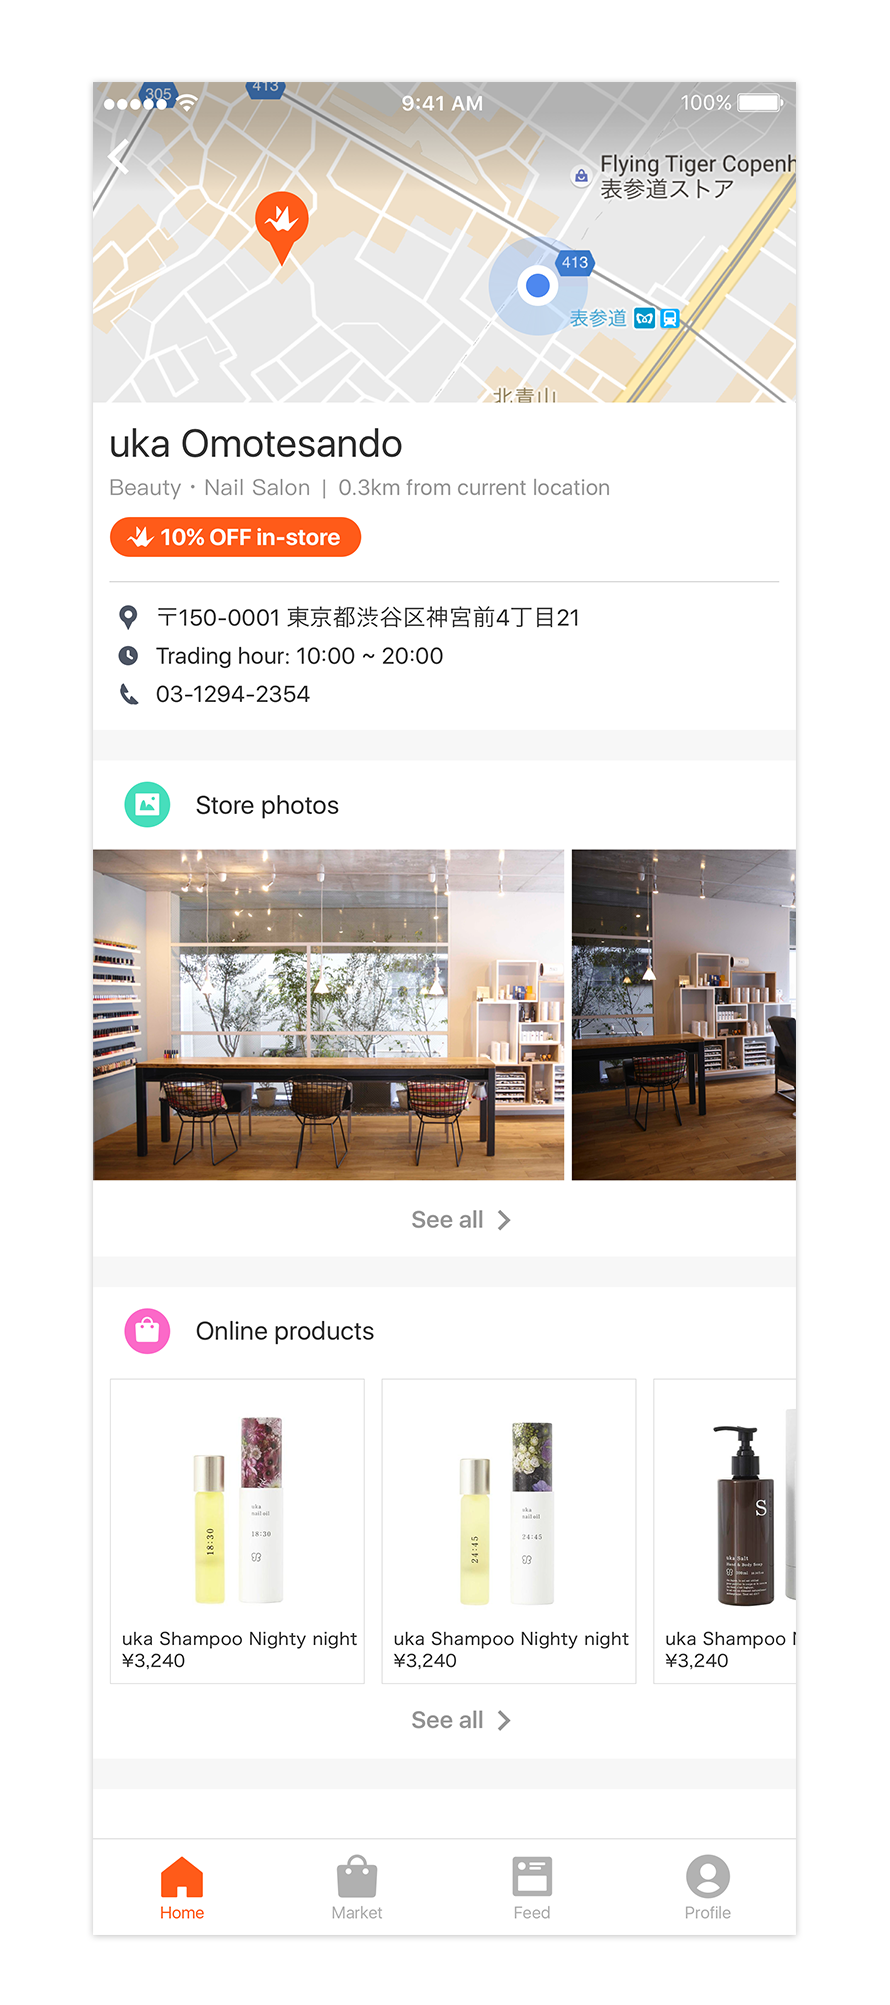 305
413
9:41 AM
100%
Flying Tiger Copenh
表参道ストア
413
表参道
北青山
uka Omotesando
Beauty・Nail Salon | 0.3km from current location
10% OFF in-store
〒150-0001 東京都渋谷区神宮前4丁目21
Trading hour: 10:00 ~ 20:00
03-1294-2354
Store photos
See all
Online products
18:30
uka
nail oil
18:30
24:45
uka
nail oil
24:45
S
uka Salt
Hand & Body Soap
uka Shampoo Nighty night
¥3,240
uka Shampoo Nighty night
¥3,240
uka Shampoo
¥3,240
See all
Home
Market
Feed
Profile